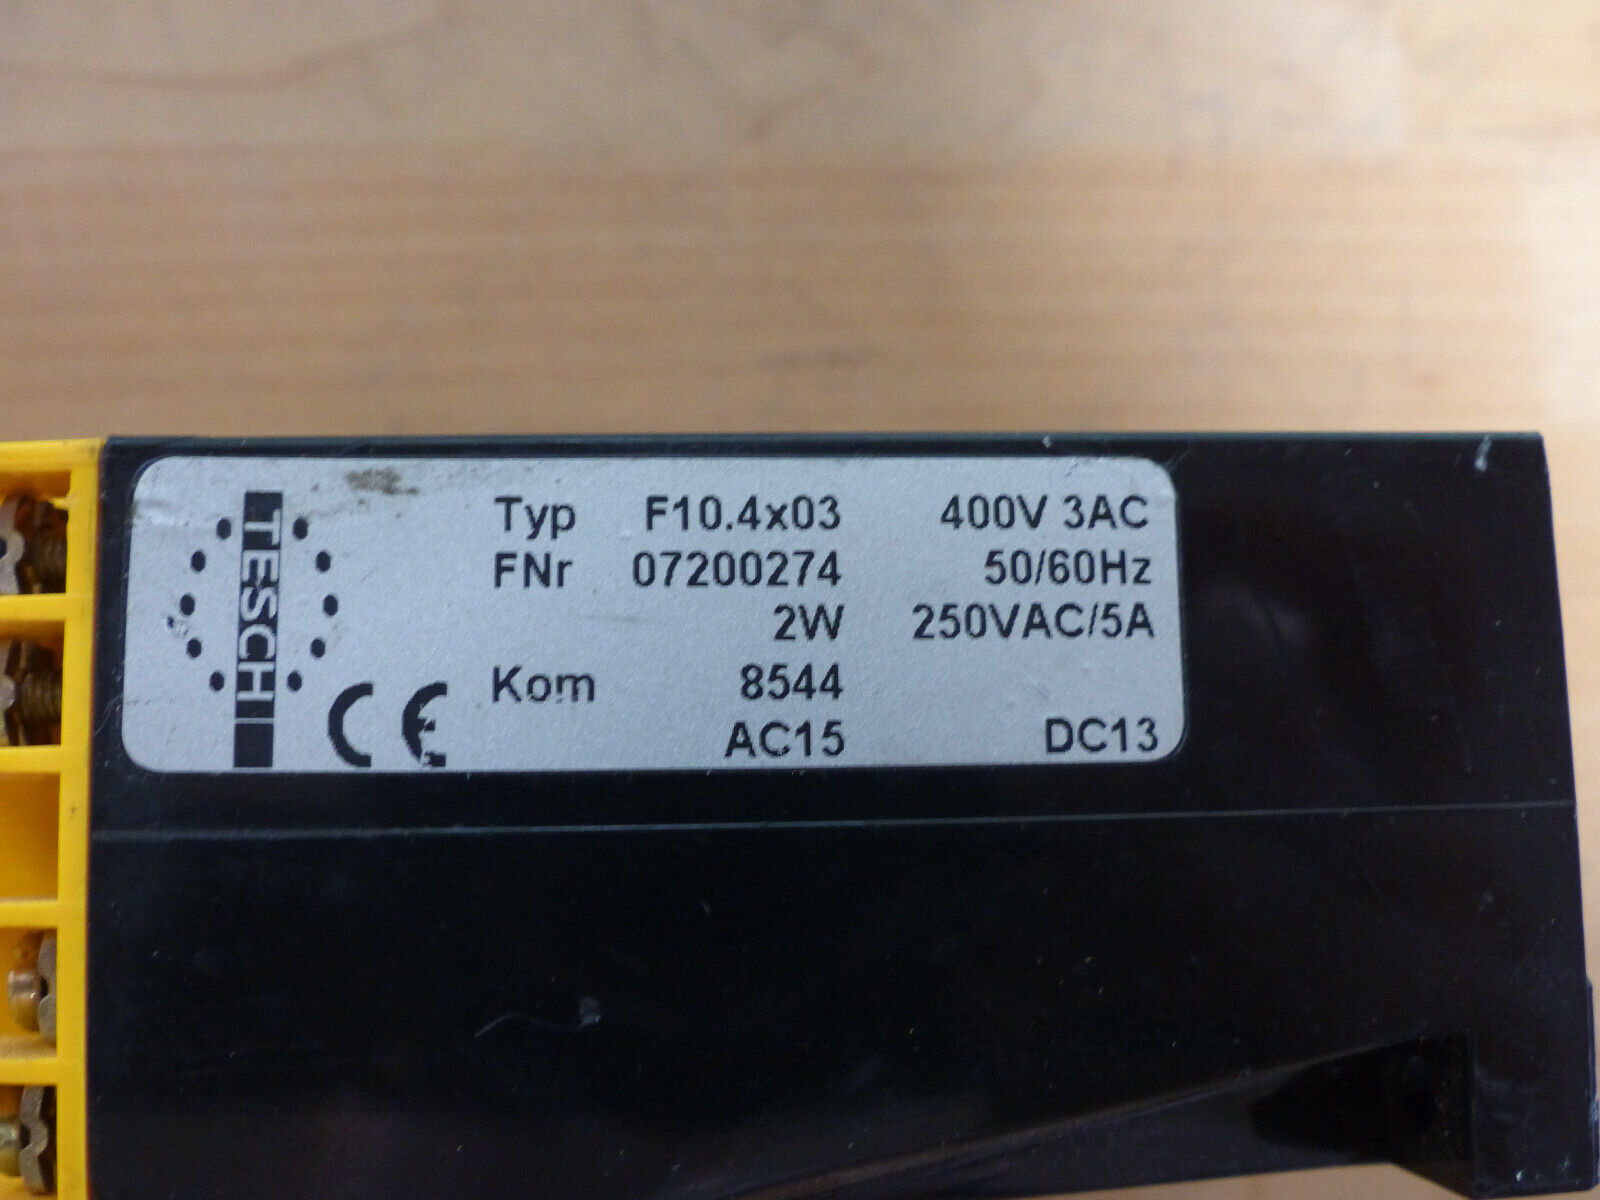 TESCH
Typ F10.4x03 400V 3AC
FNr 07200274 50/60Hz
2W 250VAC/5A
Kom 8544
AC15 DC13
CE